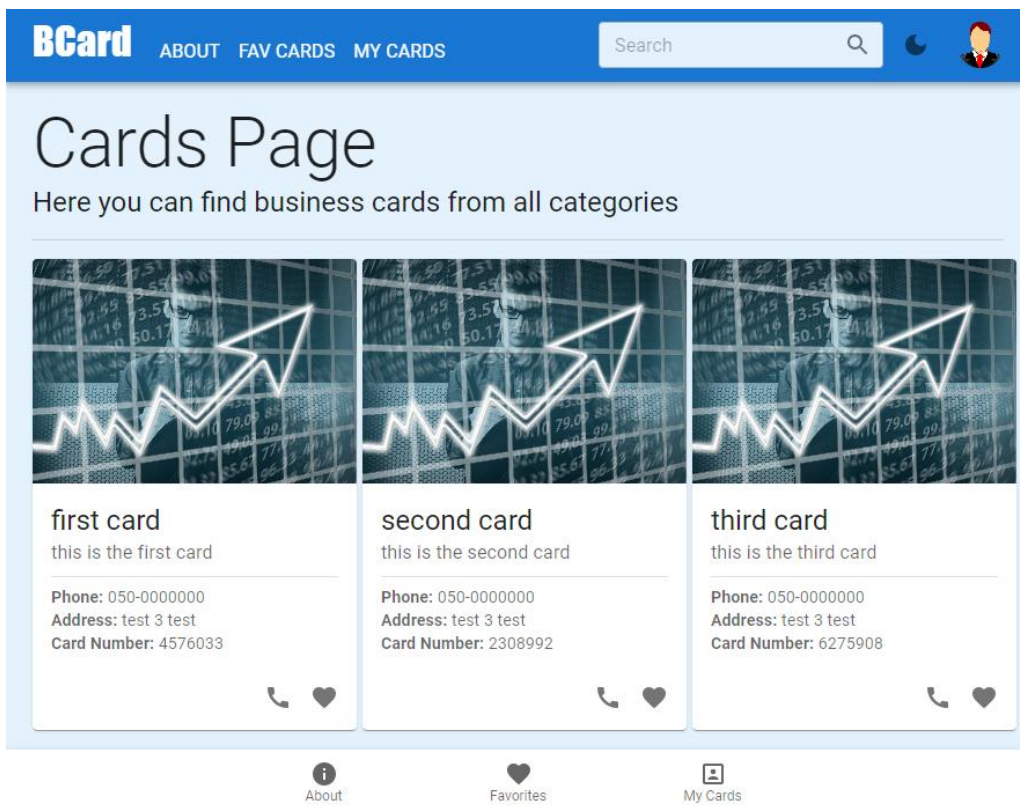 BCard ABOUT FAV CARDS MY CARDS Search
Cards Page
Here you can find business cards from all categories
first card
this is the first card
Phone: 050-0000000
Address: test 3 test
Card Number: 4576033
second card
this is the second card
Phone: 050-0000000
Address: test 3 test
Card Number: 2308992
third card
this is the third card
Phone: 050-0000000
Address: test 3 test
Card Number: 6275908
About Favorites My Cards